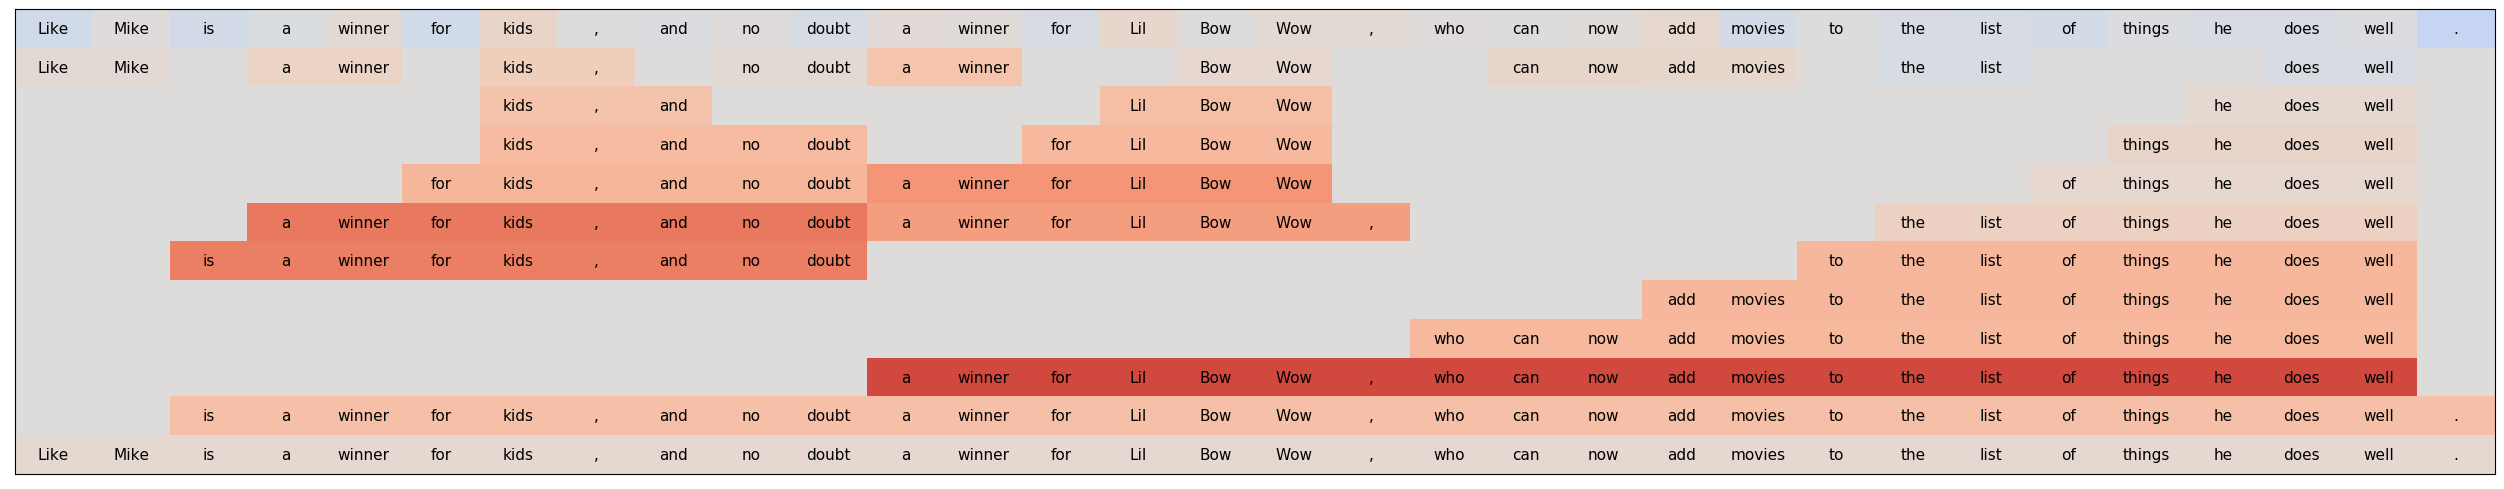 Like Mike is a winner for kids , and no doubt a winner for Lil Bow Wow , who can now add movies to the list of things he does well .
Like Mike a winner kids , no doubt a winner Bow Wow can now add movies the list does well
kids , and Lil Bow Wow he does well
kids , and no doubt for Lil Bow Wow things he does well
for kids , and no doubt a winner for Lil Bow Wow of things he does well
a winner for kids , and no doubt a winner for Lil Bow Wow , the list of things he does well
is a winner for kids , and no doubt to the list of things he does well
add movies to the list of things he does well
who can now add movies to the list of things he does well
a winner for Lil Bow Wow , who can now add movies to the list of things he does well
is a winner for kids , and no doubt a winner for Lil Bow Wow , who can now add movies to the list of things he does well .
Like Mike is a winner for kids , and no doubt a winner for Lil Bow Wow , who can now add movies to the list of things he does well .